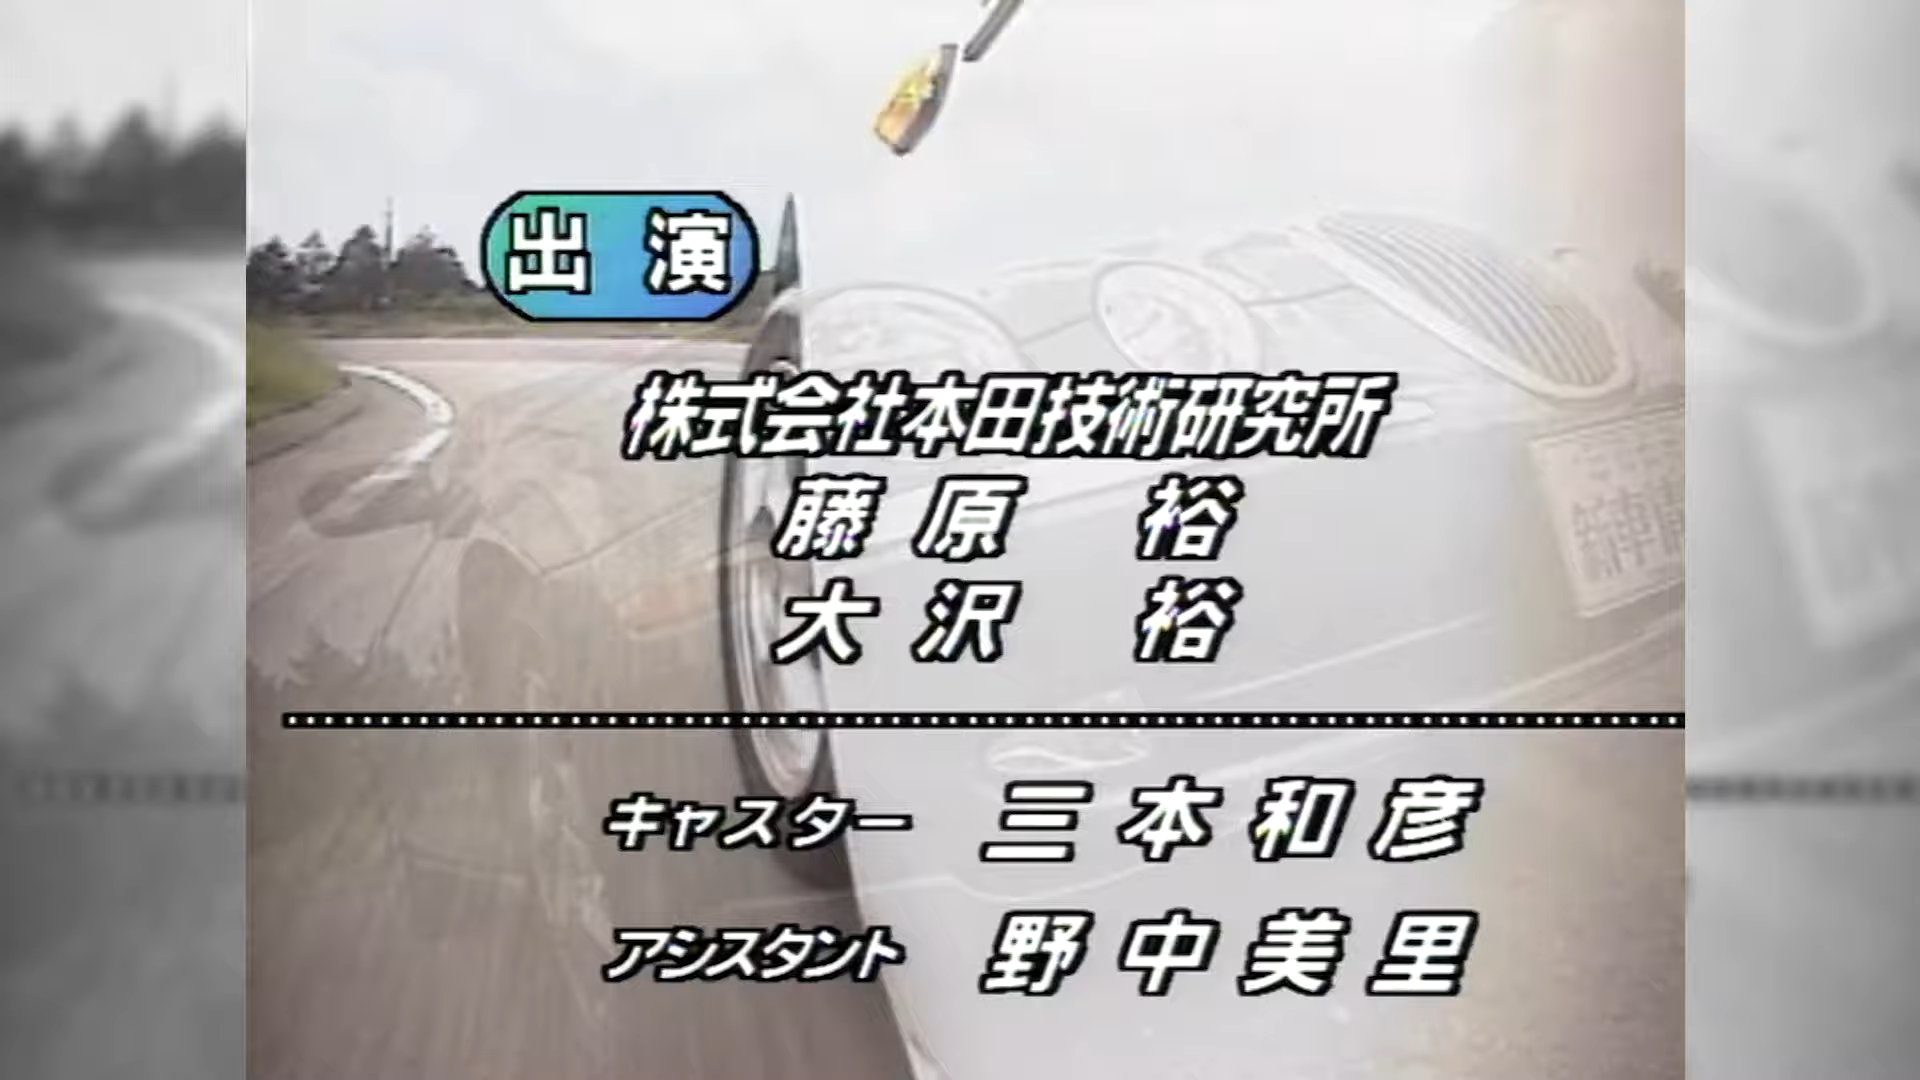 出演
株式会社本田技術研究所
藤原 裕
大沢 裕
キャスター 三本和彦
アシスタント 野中美里